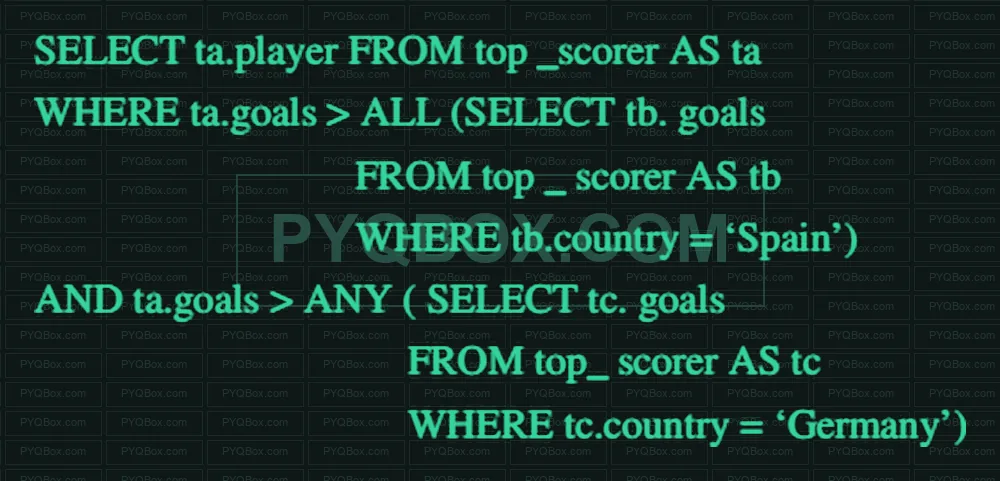 SELECT ta.player FROM top _scorer AS ta
WHERE ta.goals > ALL (SELECT tb. goals
FROM top _ scorer AS tb
WHERE tb.country = ‘Spain’)
AND ta.goals > ANY ( SELECT tc. goals
FROM top_ scorer AS tc
WHERE tc.country = ‘Germany’)
PYQBOX.COM